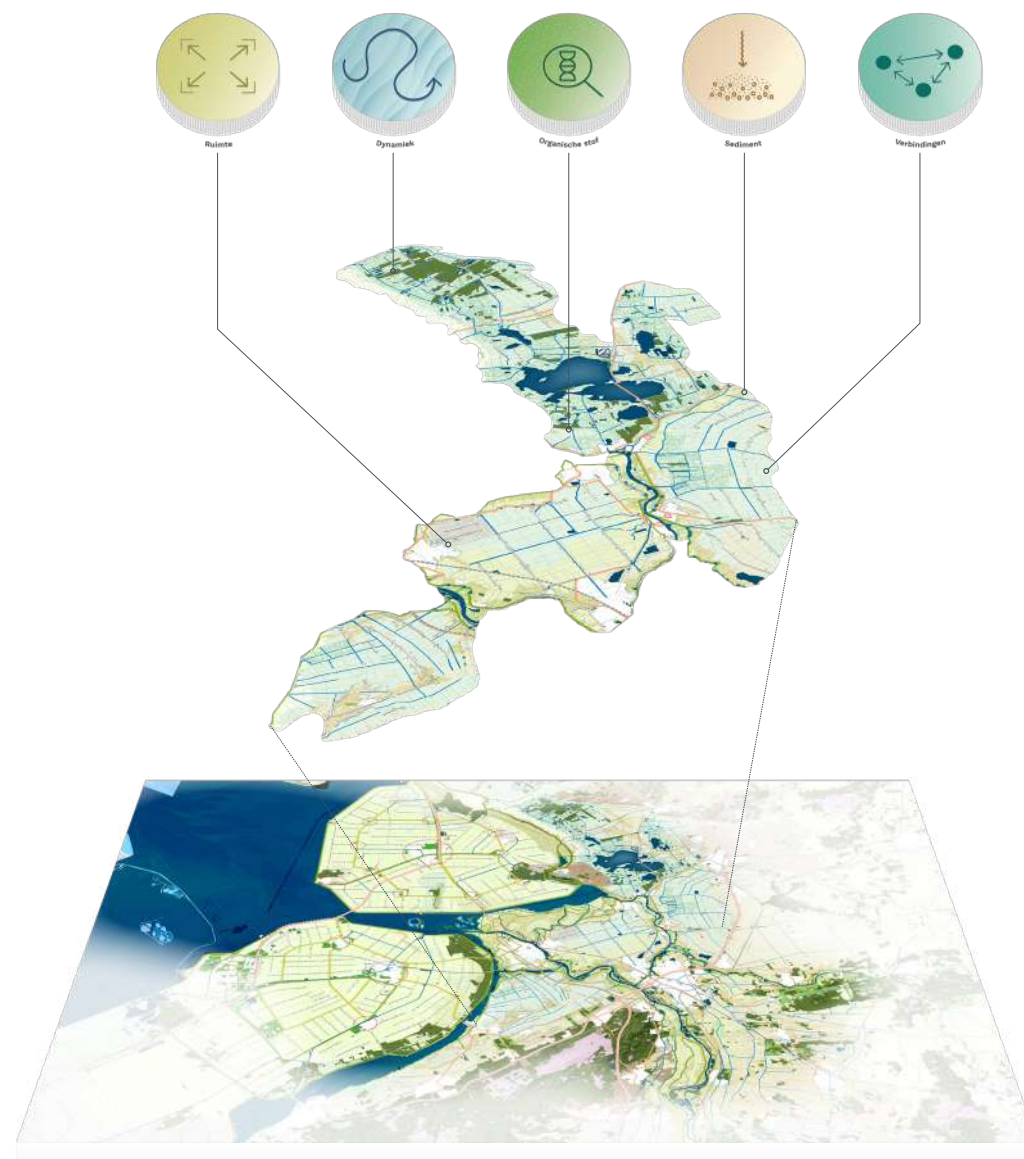 Ruimte
Dynamiek
Organische stof
Sediment
Verbindingen